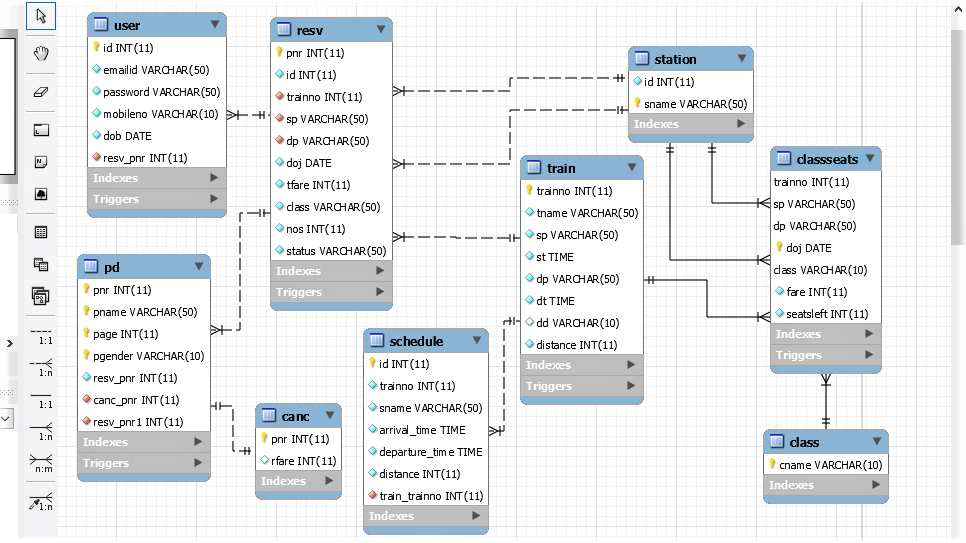 user
id INT(11)
emailid VARCHAR(50)
password VARCHAR(50)
mobileno VARCHAR(10)
dob DATE
resv_pnr INT(11)
Indexes
Triggers
resv
pnr INT(11)
id INT(11)
trainno INT(11)
sp VARCHAR(50)
dp VARCHAR(50)
doj DATE
tfare INT(11)
class VARCHAR(50)
nos INT(11)
status VARCHAR(50)
Indexes
Triggers
station
id INT(11)
sname VARCHAR(50)
Indexes
train
trainno INT(11)
tname VARCHAR(50)
sp VARCHAR(50)
st TIME
dp VARCHAR(50)
dt TIME
dd VARCHAR(10)
distance INT(11)
Indexes
Triggers
classseats
trainno INT(11)
sp VARCHAR(50)
dp VARCHAR(50)
doj DATE
class VARCHAR(10)
fare INT(11)
seatsleft INT(11)
Indexes
Triggers
pd
pnr INT(11)
pname VARCHAR(50)
page INT(11)
pgender VARCHAR(10)
resv_pnr INT(11)
canc_pnr INT(11)
resv_pnr1 INT(11)
Indexes
Triggers
canc
pnr INT(11)
rfare INT(11)
Indexes
schedule
id INT(11)
trainno INT(11)
sname VARCHAR(50)
arrival_time TIME
departure_time TIME
distance INT(11)
train_trainno INT(11)
Indexes
class
cname VARCHAR(10)
Indexes
1:1
1:n
1:1
1:n
n:m
1:n